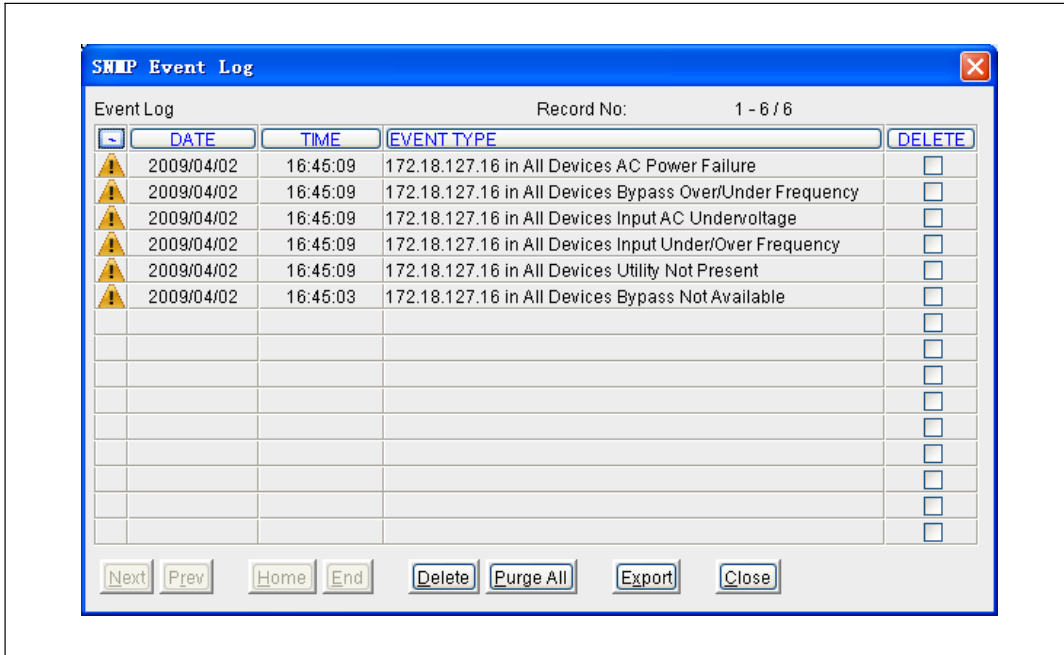 SNMP Event Log
Event Log Record No: 1 - 6 / 6
~ DATE TIME EVENT TYPE DELETE
2009/04/02 16:45:09 172.18.127.16 in All Devices AC Power Failure
2009/04/02 16:45:09 172.18.127.16 in All Devices Bypass Over/Under Frequency
2009/04/02 16:45:09 172.18.127.16 in All Devices Input AC Undervoltage
2009/04/02 16:45:09 172.18.127.16 in All Devices Input Under/Over Frequency
2009/04/02 16:45:09 172.18.127.16 in All Devices Utility Not Present
2009/04/02 16:45:03 172.18.127.16 in All Devices Bypass Not Available
Next Prev Home End Delete Purge All Export Close